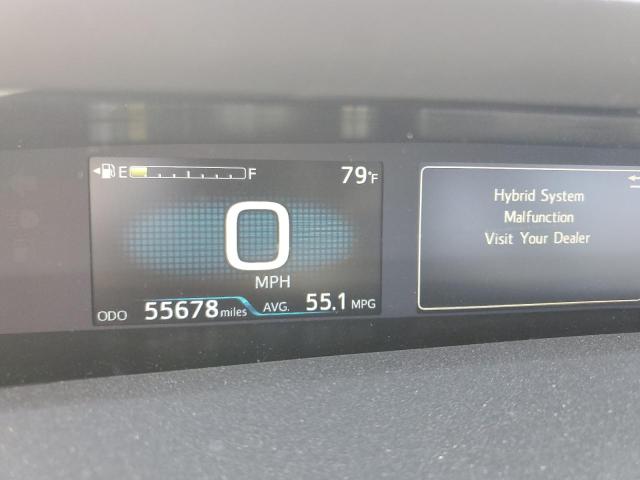 E F 79°F
0
MPH
ODO 55678 miles AVG. 55.1 MPG
Hybrid System
Malfunction
Visit Your Dealer